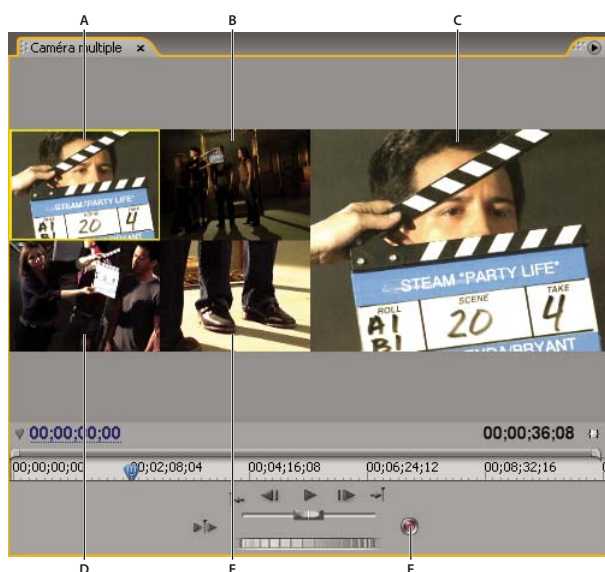 A B C
Caméra multiple ×
STEAM "PARTY LIFE"
SCENE
A1 20 4
STEAM "PARTY LIFE"
ROLL SCENE TAKE
A1 20 4
B1
/BRYANT
00;00;00;00 00;00;36;08
00;00;00;00 00;02;08;04 00;04;16;08 00;06;24;12 00;08;32;16
D E F